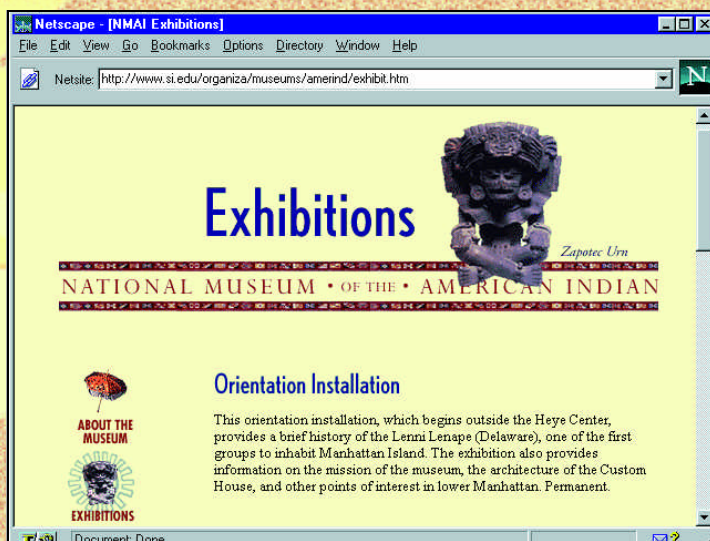 Netscape - [NMAI Exhibitions]
File Edit View Go Bookmarks Options Directory Window Help
Netsite: http://www.si.edu/organiza/museums/amerind/exhibit.htm
N
Exhibitions
Zapotec Urn
NATIONAL MUSEUM • OF THE • AMERICAN INDIAN
Orientation Installation
ABOUT THE
MUSEUM
This orientation installation, which begins outside the Heye Center,
provides a brief history of the Lenni Lenape (Delaware), one of the first
groups to inhabit Manhattan Island. The exhibition also provides
information on the mission of the museum, the architecture of the Custom
House, and other points of interest in lower Manhattan. Permanent.
EXHIBITIONS
Document: Done
?